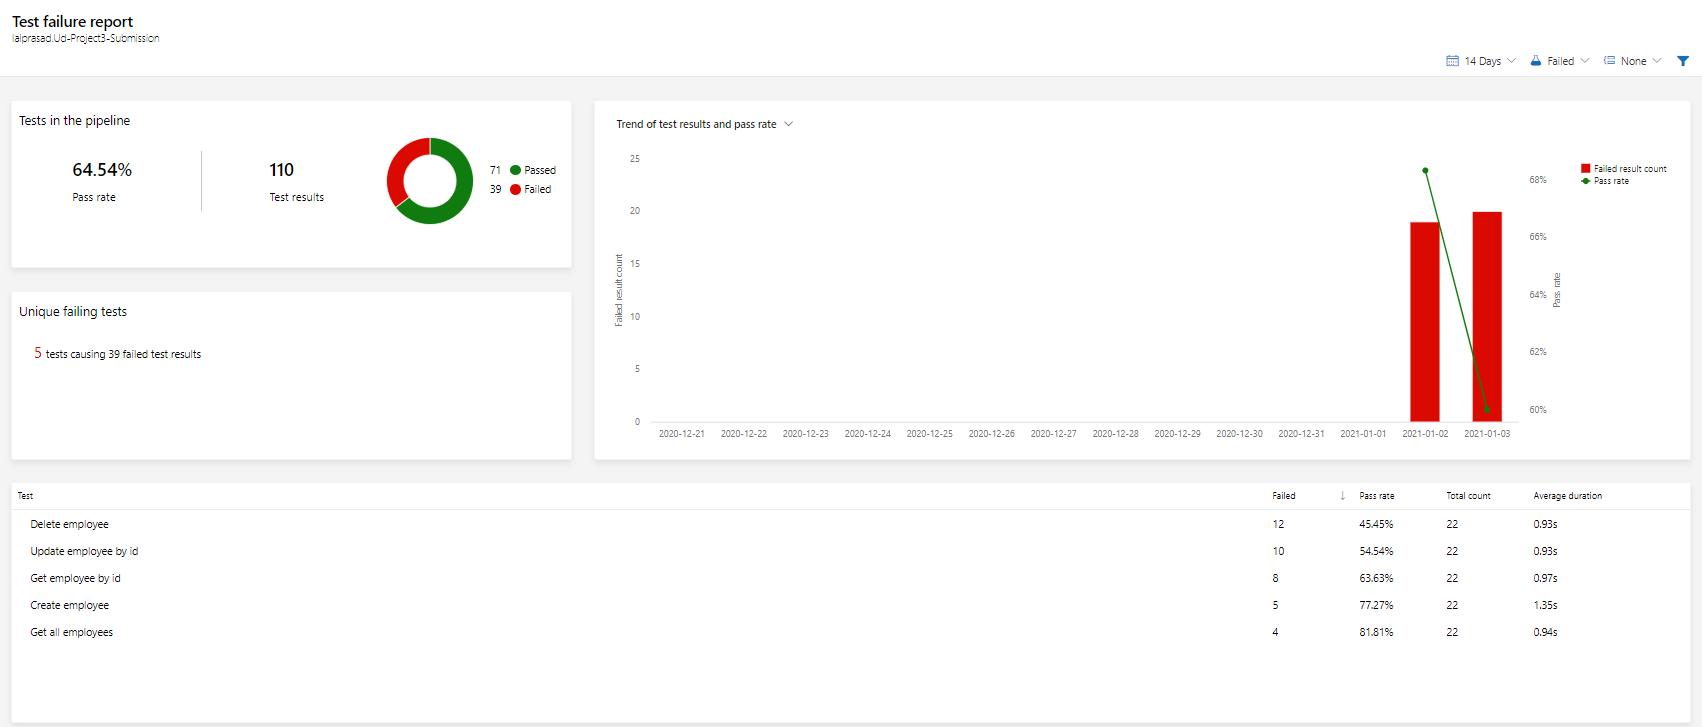 Test failure report
laiprasad.Ud-Project3-Submission
14 Days
Failed
None
Tests in the pipeline
64.54%
Pass rate
110
Test results
71 Passed
39 Failed
Unique failing tests
5 tests causing 39 failed test results
Trend of test results and pass rate
Failed result count
25
20
15
10
5
0
2020-12-21 2020-12-22 2020-12-23 2020-12-24 2020-12-25 2020-12-26 2020-12-27 2020-12-28 2020-12-29 2020-12-30 2020-12-31 2021-01-01 2021-01-02 2021-01-03
68%
66%
64%
62%
60%
Pass rate
Failed result count
Pass rate
Test Failed Pass rate Total count Average duration
Delete employee 12 45.45% 22 0.93s
Update employee by id 10 54.54% 22 0.93s
Get employee by id 8 63.63% 22 0.97s
Create employee 5 77.27% 22 1.35s
Get all employees 4 81.81% 22 0.94s